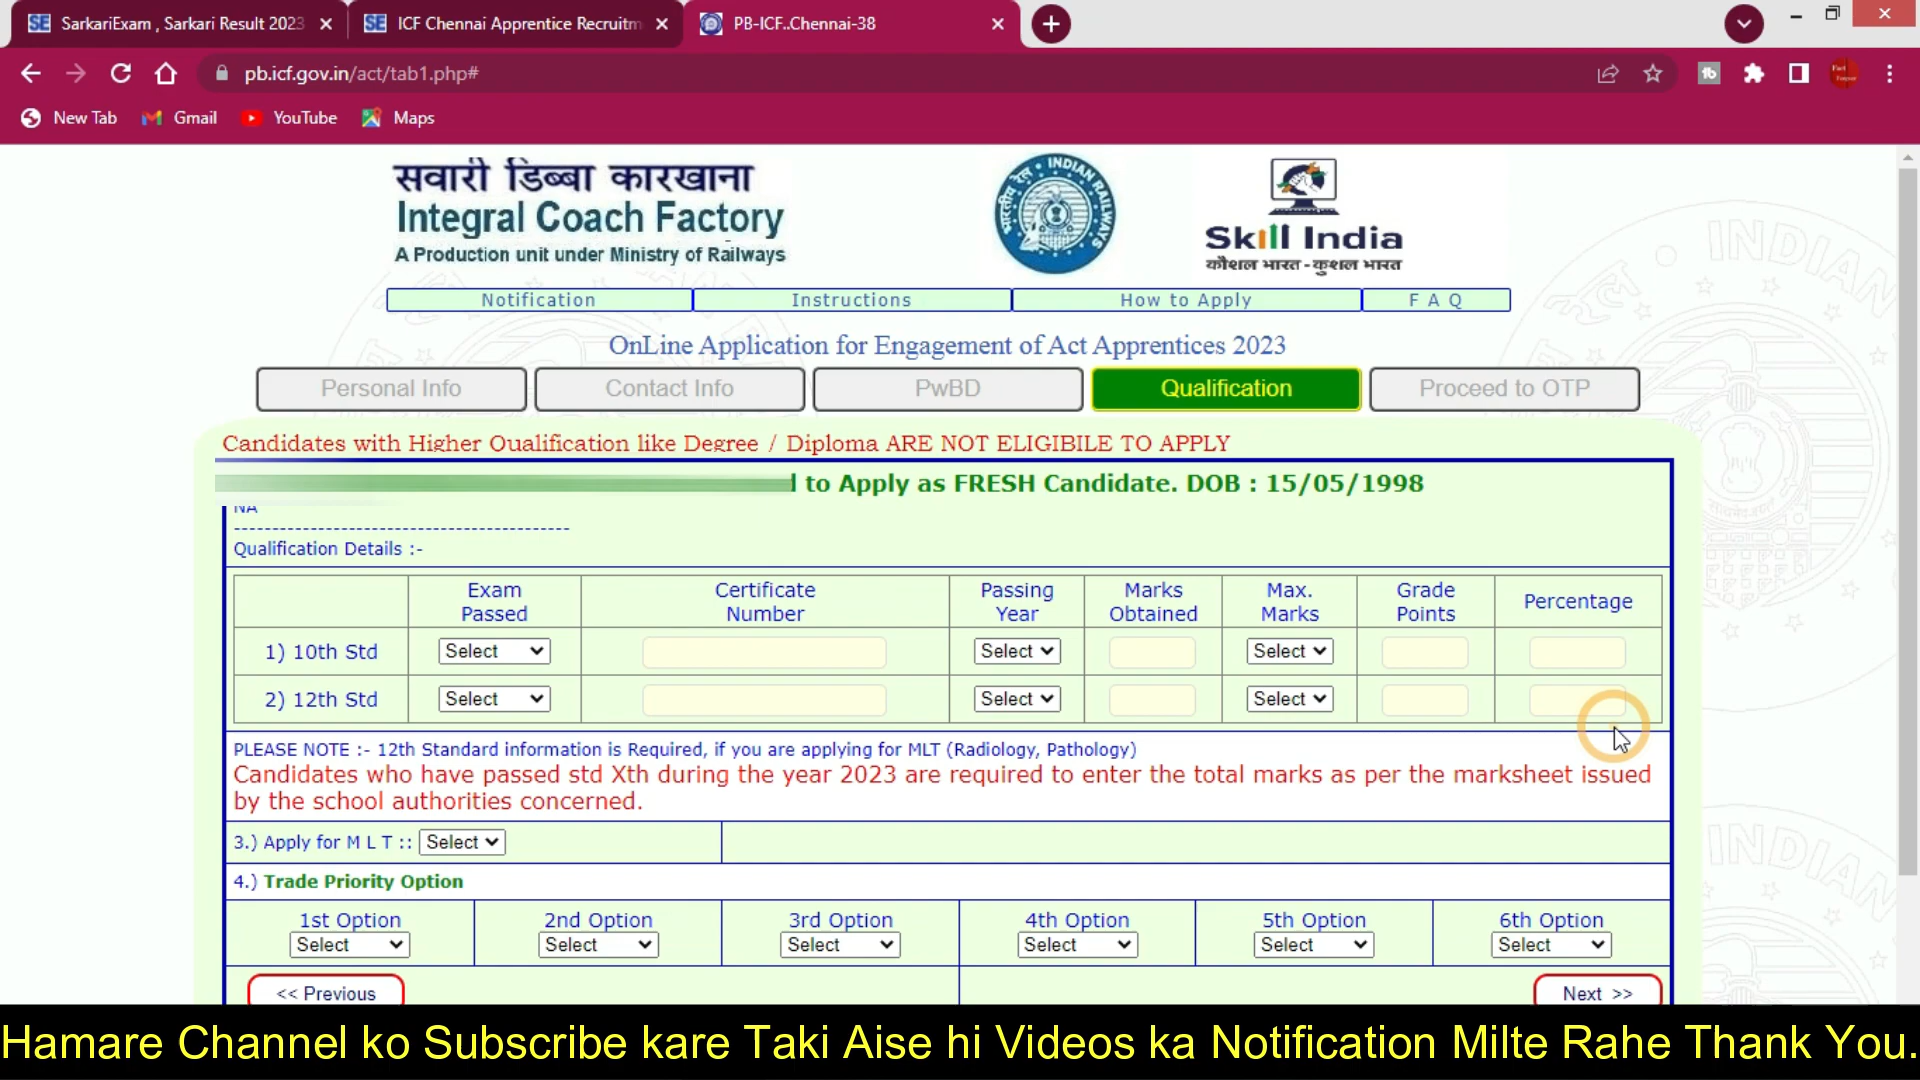 SarkariExam , Sarkari Result 2023
ICF Chennai Apprentice Recruitm
PB-ICF..Chennai-38
pb.icf.gov.in/act/tab1.php#
New Tab Gmail YouTube Maps
सवारी डिब्बा कारखाना
Integral Coach Factory
A Production unit under Ministry of Railways
INDIAN RAILWAYS
भारतीय रेल
Skill India
कौशल भारत - कुशल भारत
Notification Instructions How to Apply F A Q
OnLine Application for Engagement of Act Apprentices 2023
Personal Info Contact Info PwBD Qualification Proceed to OTP
Candidates with Higher Qualification like Degree / Diploma ARE NOT ELIGIBILE TO APPLY
to Apply as FRESH Candidate. DOB : 15/05/1998
NA
------------------------------------------
Qualification Details :-
Exam Passed Certificate Number Passing Year Marks Obtained Max. Marks Grade Points Percentage
1) 10th Std Select Select Select
2) 12th Std Select Select Select
PLEASE NOTE :- 12th Standard information is Required, if you are applying for MLT (Radiology, Pathology)
Candidates who have passed std Xth during the year 2023 are required to enter the total marks as per the marksheet issued
by the school authorities concerned.
3.) Apply for M L T :: Select
4.) Trade Priority Option
1st Option 2nd Option 3rd Option 4th Option 5th Option 6th Option
Select Select Select Select Select Select
<< Previous Next >>
Hamare Channel ko Subscribe kare Taki Aise hi Videos ka Notification Milte Rahe Thank You.